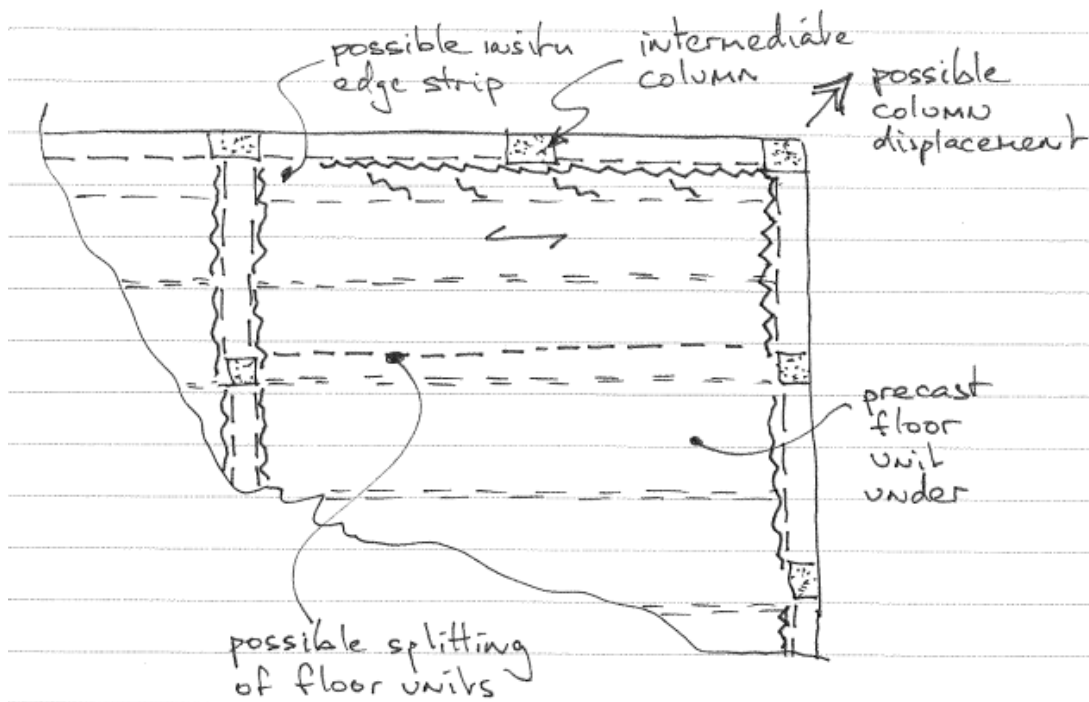 possible insitu
edge strip
intermediate
column
possible
column
displacement
precast
floor
unit
under
possible splitting
of floor units